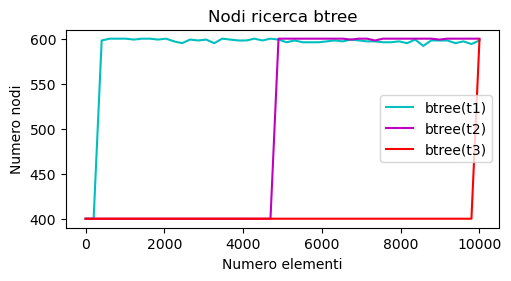 Nodi ricerca btree
600
550
500
450
400
Numero nodi
btree(t1)
btree(t2)
btree(t3)
0
2000
4000
6000
8000
10000
Numero elementi